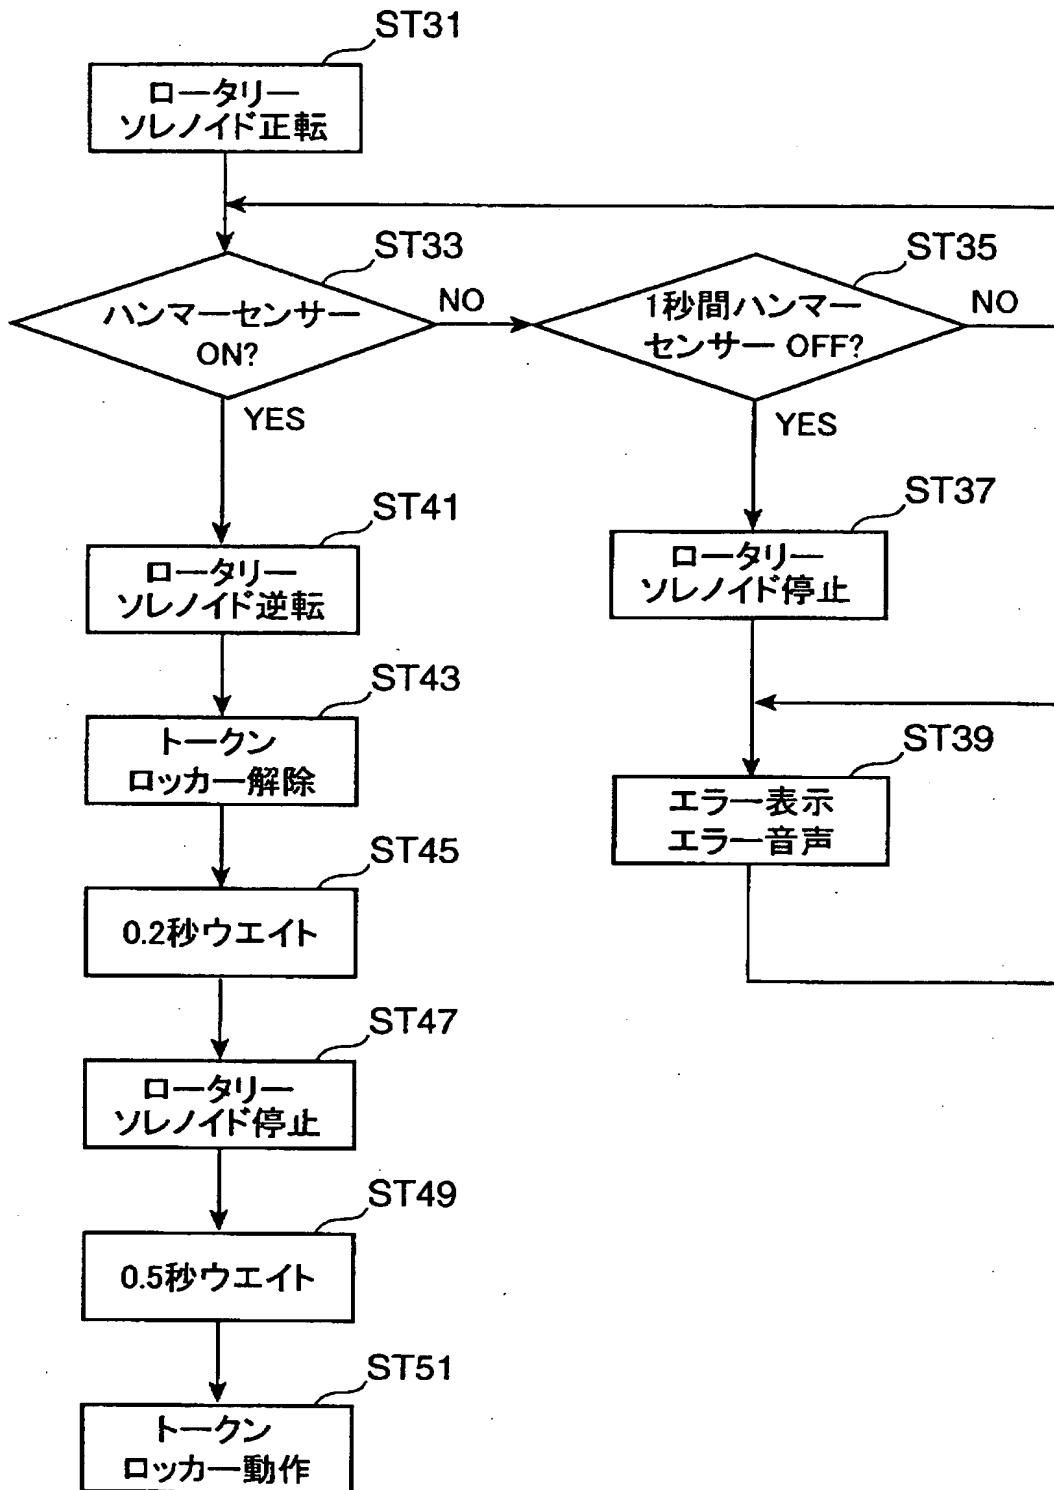 ST31
ロータリー
ソレノイド正転
ST33
ハンマーセンサー
ON?
NO
YES
ST35
1秒間ハンマー
センサー OFF?
NO
YES
ST37
ロータリー
ソレノイド停止
ST39
エラー表示
エラー音声
ST41
ロータリー
ソレノイド逆転
ST43
トークン
ロッカー解除
ST45
0.2秒ウエイト
ST47
ロータリー
ソレノイド停止
ST49
0.5秒ウエイト
ST51
トークン
ロッカー動作